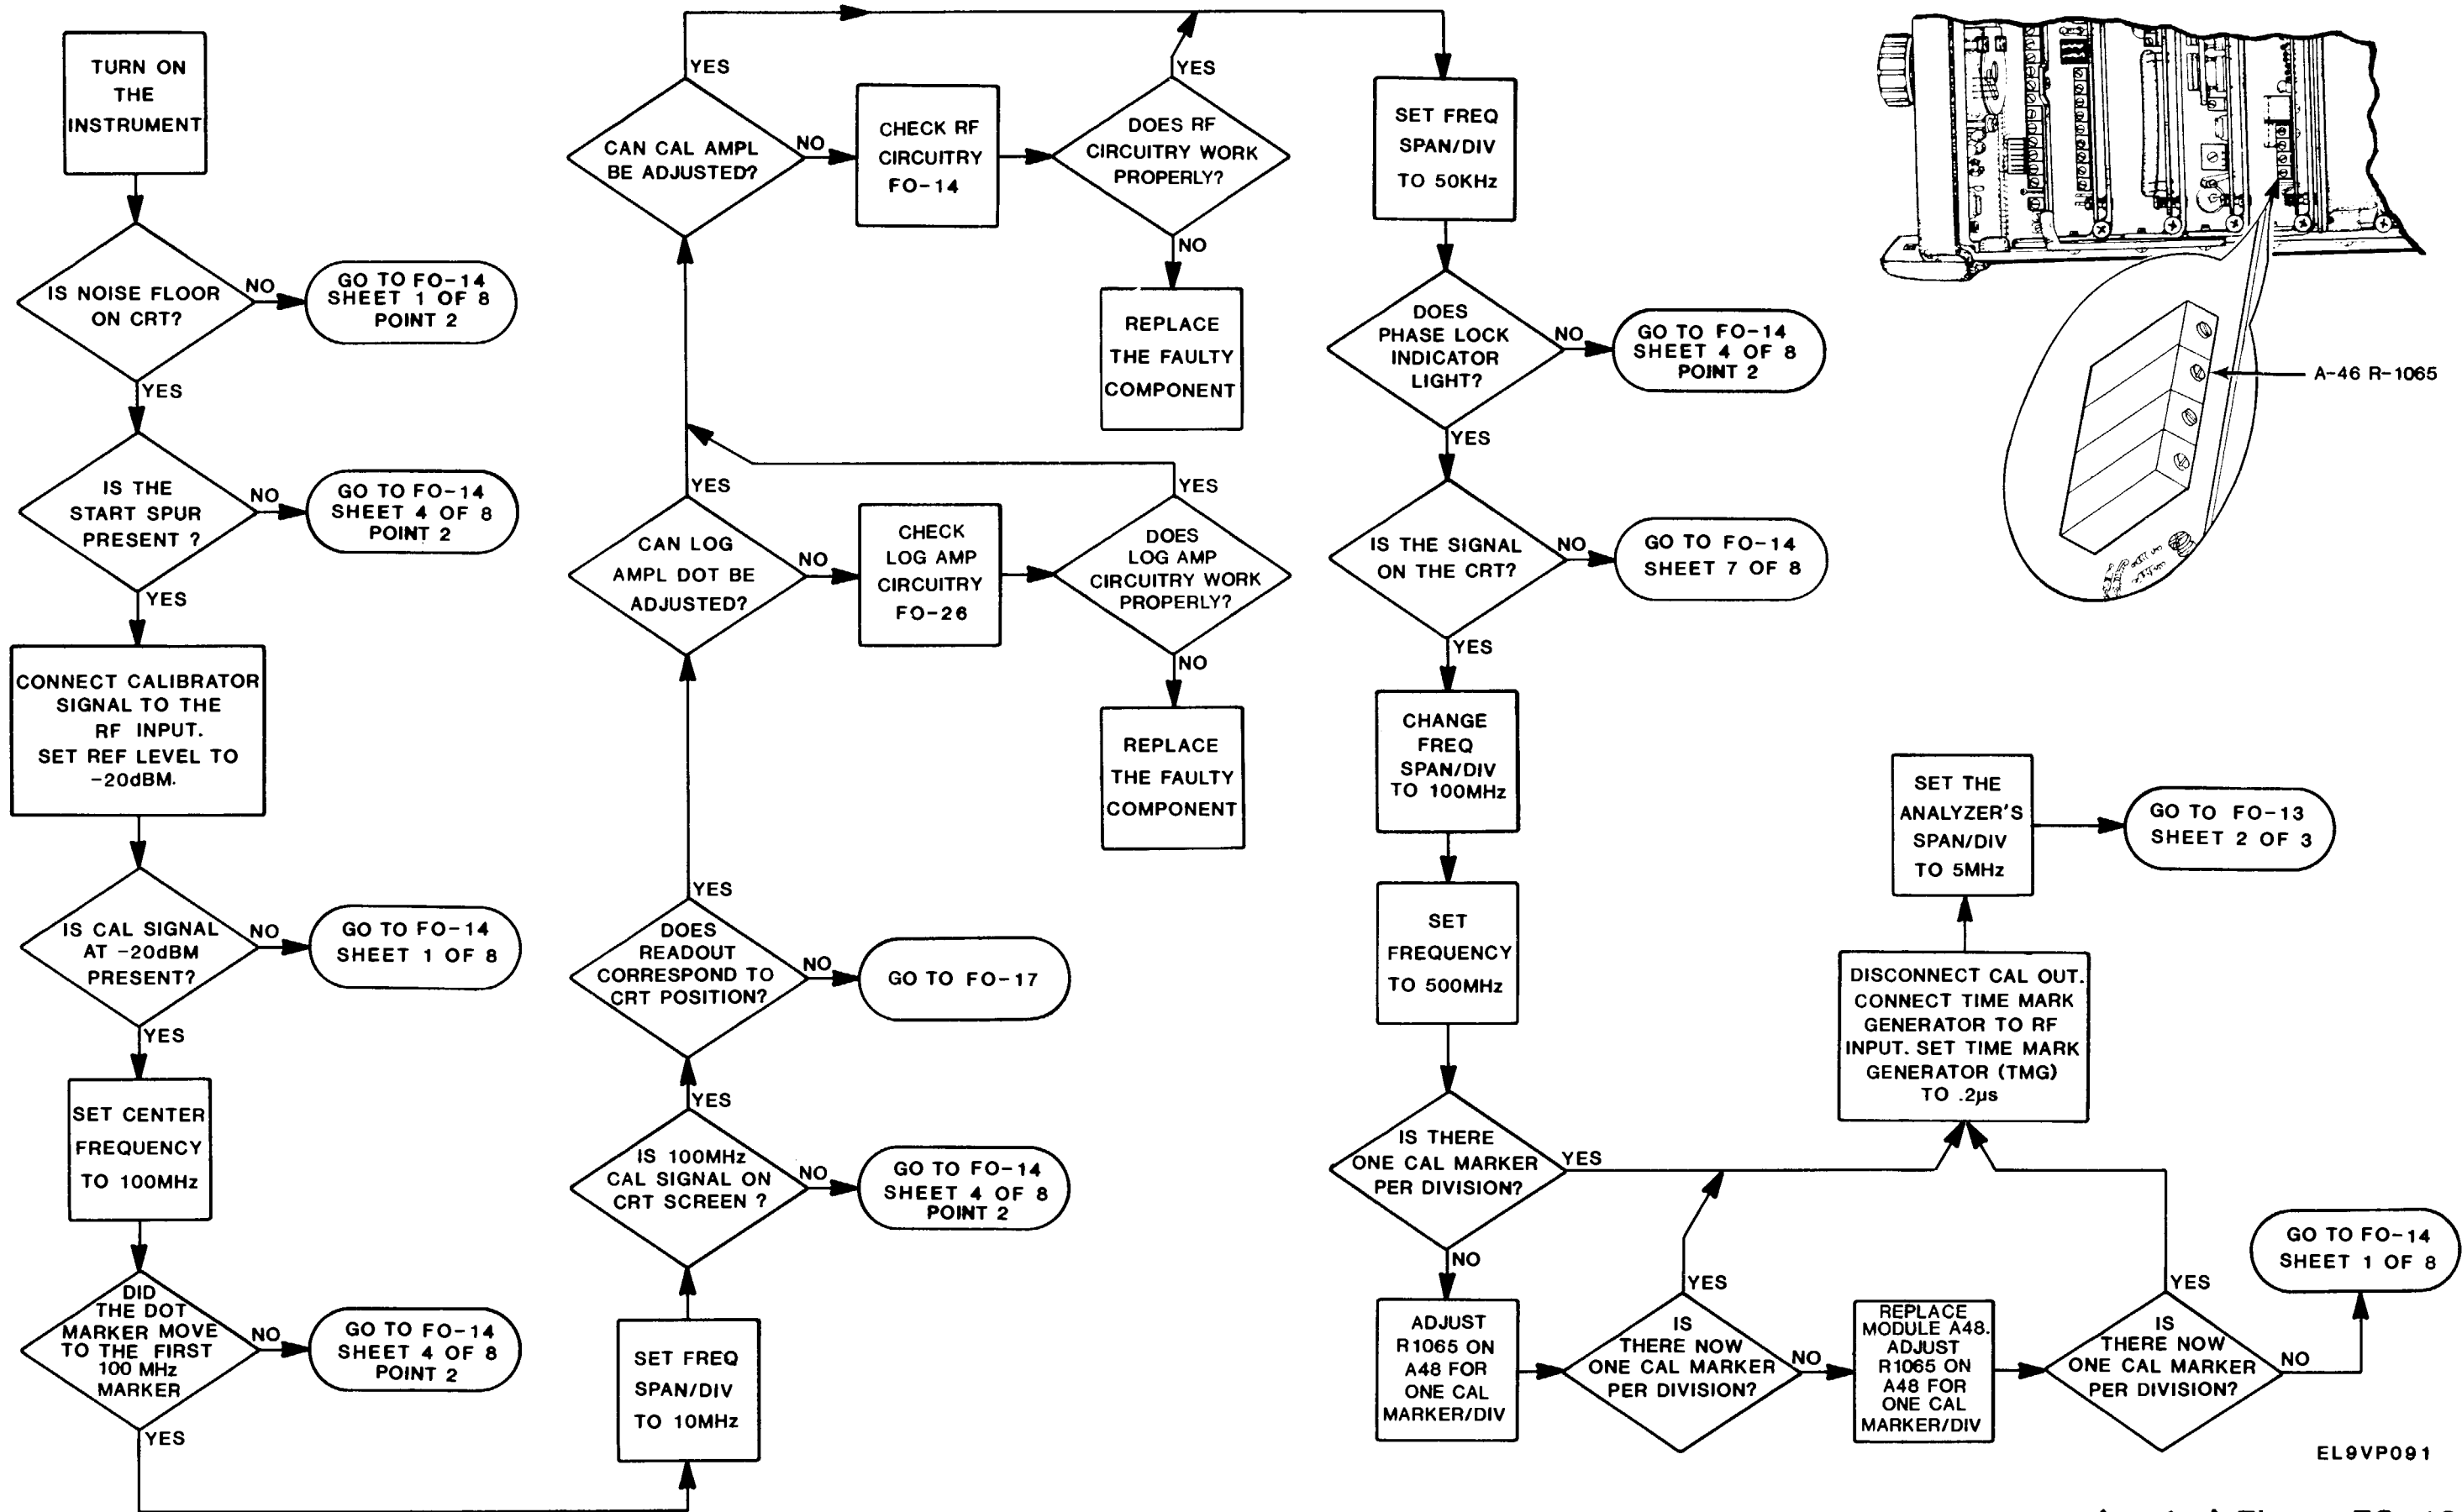 TURN ON
THE
INSTRUMENT
IS NOISE FLOOR
ON CRT?
NO
GO TO FO-14
SHEET 1 OF 8
POINT 2
YES
IS THE
START SPUR
PRESENT ?
NO
GO TO FO-14
SHEET 4 OF 8
POINT 2
YES
CONNECT CALIBRATOR
SIGNAL TO THE
RF INPUT.
SET REF LEVEL TO
-20dBM.
IS CAL SIGNAL
AT -20dBM
PRESENT?
NO
GO TO FO-14
SHEET 1 OF 8
YES
SET CENTER
FREQUENCY
TO 100MHz
DID
THE DOT
MARKER MOVE
TO THE FIRST
100 MHz
MARKER
NO
GO TO FO-14
SHEET 4 OF 8
POINT 2
YES
SET FREQ
SPAN/DIV
TO 10MHz
IS 100MHz
CAL SIGNAL ON
CRT SCREEN ?
NO
GO TO FO-14
SHEET 4 OF 8
POINT 2
YES
DOES
READOUT
CORRESPOND TO
CRT POSITION?
NO
GO TO FO-17
YES
CAN LOG
AMPL DOT BE
ADJUSTED?
NO
CHECK
LOG AMP
CIRCUITRY
FO-26
DOES
LOG AMP
CIRCUITRY WORK
PROPERLY?
YES
NO
REPLACE
THE FAULTY
COMPONENT
YES
CAN CAL AMPL
BE ADJUSTED?
NO
CHECK RF
CIRCUITRY
FO-14
DOES RF
CIRCUITRY WORK
PROPERLY?
YES
NO
REPLACE
THE FAULTY
COMPONENT
YES
SET FREQ
SPAN/DIV
TO 50KHz
DOES
PHASE LOCK
INDICATOR
LIGHT?
NO
GO TO FO-14
SHEET 4 OF 8
POINT 2
YES
IS THE SIGNAL
ON THE CRT?
NO
GO TO FO-14
SHEET 7 OF 8
YES
CHANGE
FREQ
SPAN/DIV
TO 100MHz
SET
FREQUENCY
TO 500MHz
IS THERE
ONE CAL MARKER
PER DIVISION?
YES
NO
ADJUST
R1065 ON
A48 FOR
ONE CAL
MARKER/DIV
IS
THERE NOW
ONE CAL MARKER
PER DIVISION?
YES
NO
REPLACE
MODULE A48.
ADJUST
R1065 ON
A48 FOR
ONE CAL
MARKER/DIV
IS
THERE NOW
ONE CAL MARKER
PER DIVISION?
YES
NO
GO TO FO-14
SHEET 1 OF 8
DISCONNECT CAL OUT.
CONNECT TIME MARK
GENERATOR TO RF
INPUT. SET TIME MARK
GENERATOR (TMG)
TO .2µs
SET THE
ANALYZER'S
SPAN/DIV
TO 5MHz
GO TO FO-13
SHEET 2 OF 3
A-46 R-1065
EL9VP091